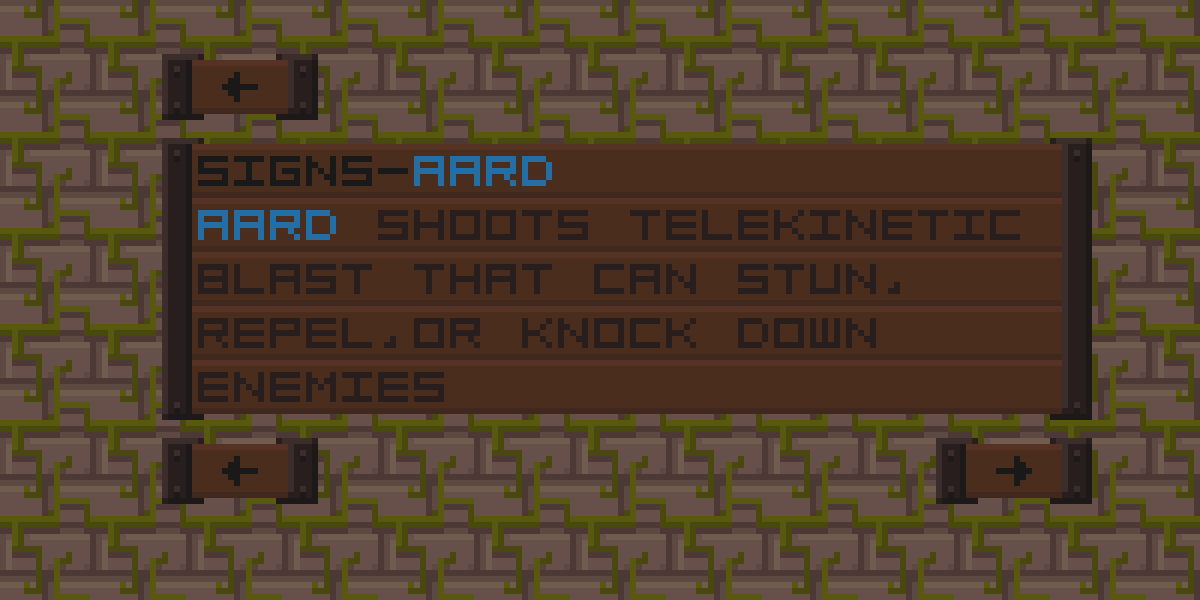 SIGNS-AARD
AARD SHOOTS TELEKINETIC
BLAST THAT CAN STUN,
REPEL,OR KNOCK DOWN
ENEMIES